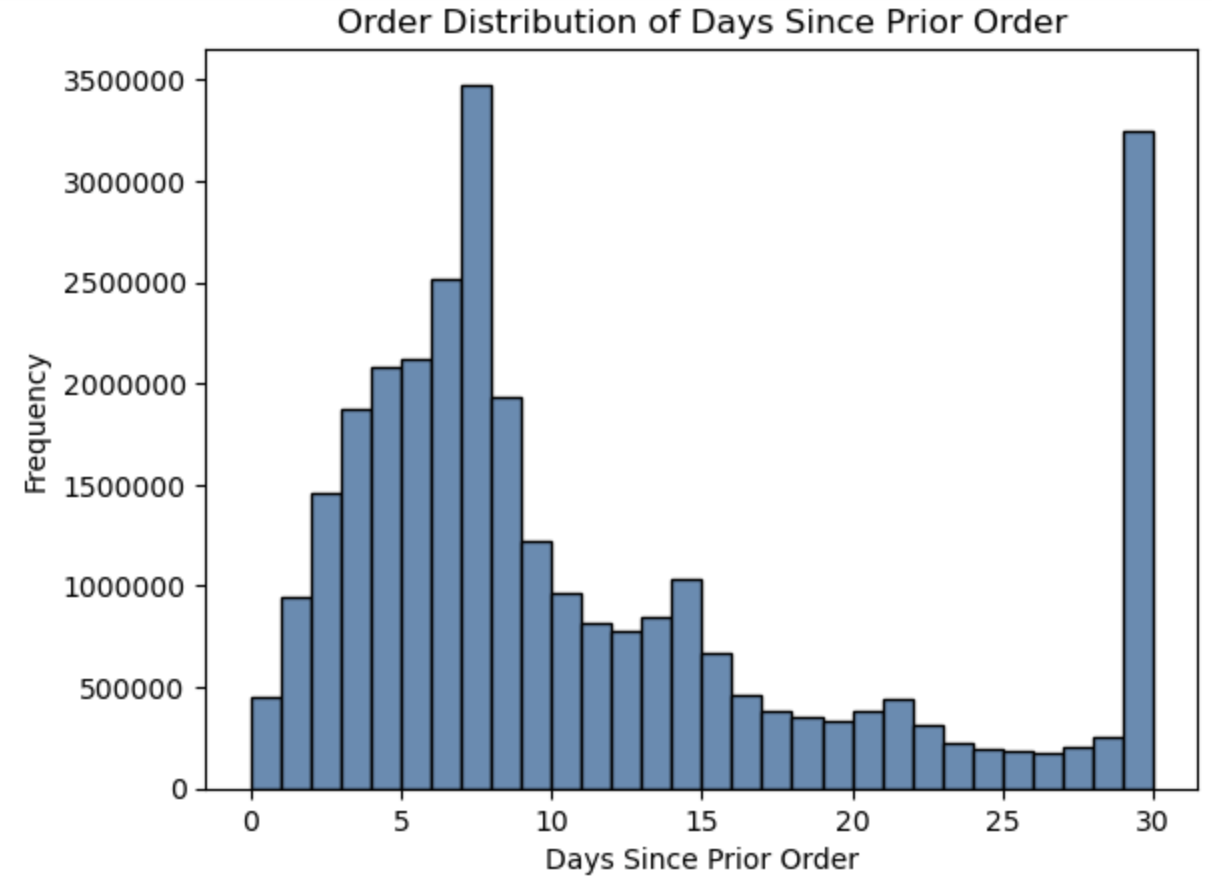 Order Distribution of Days Since Prior Order
3500000
3000000
2500000
2000000
1500000
1000000
500000
0
Frequency
0 5 10 15 20 25 30
Days Since Prior Order